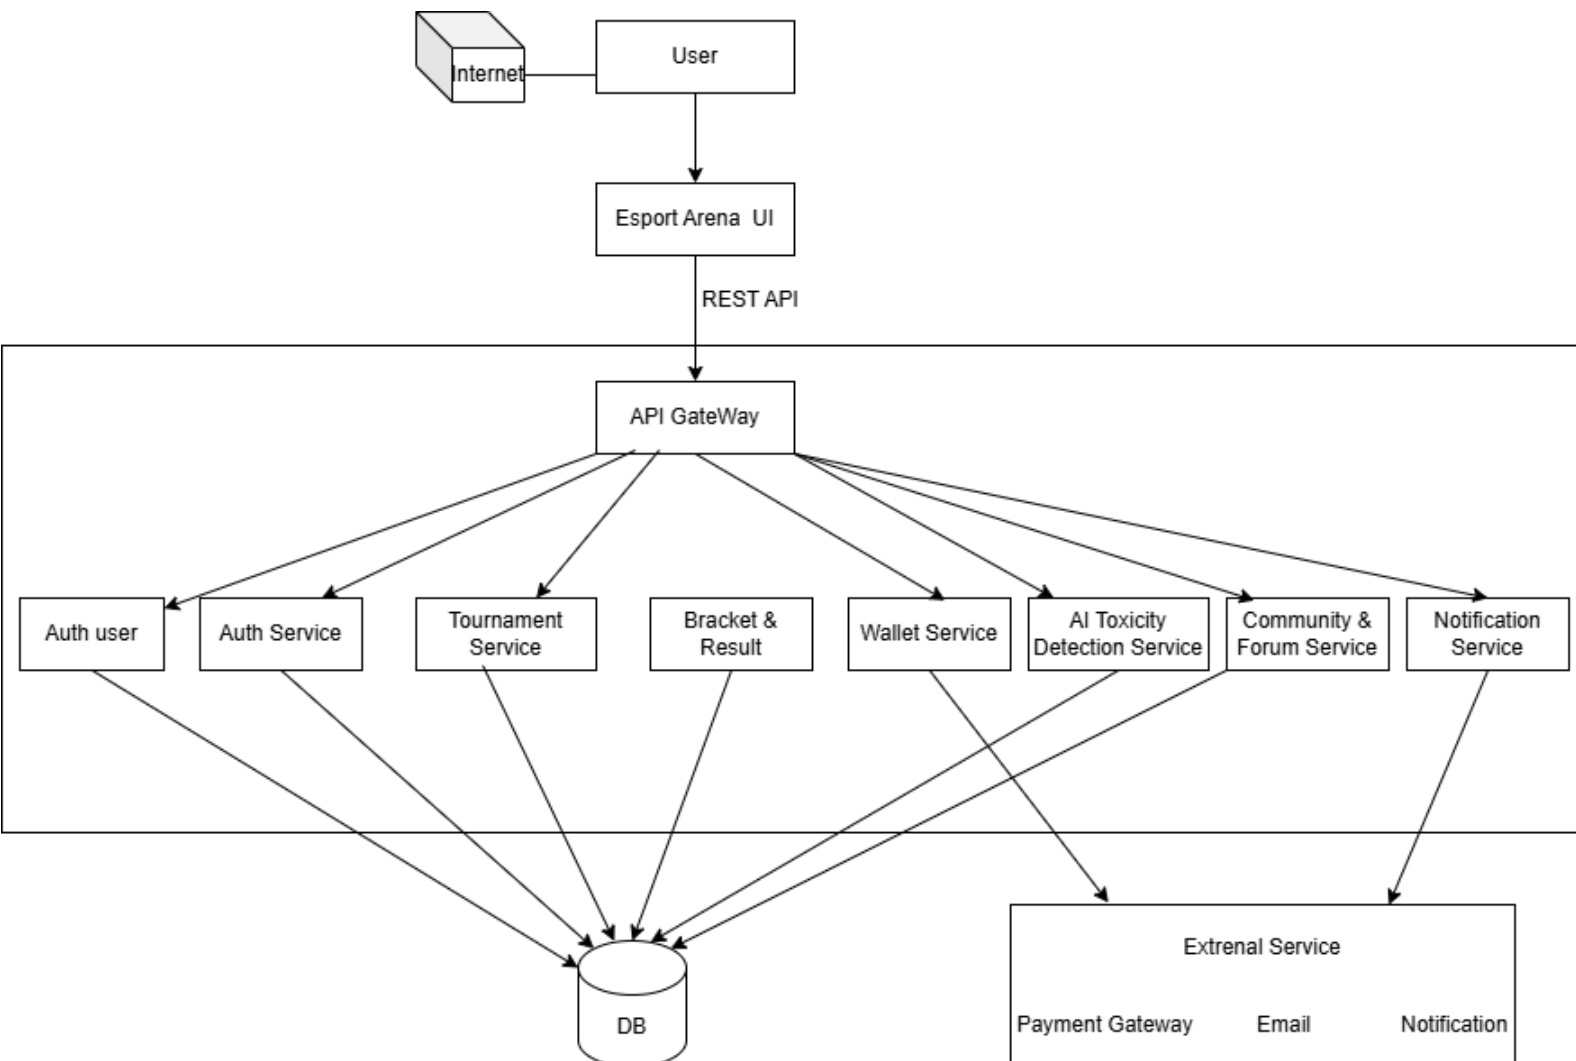 Internet
User
Esport Arena UI
REST API
API GateWay
Auth user
Auth Service
Tournament
Service
Bracket &
Result
Wallet Service
AI Toxicity
Detection Service
Community &
Forum Service
Notification
Service
Extrenal Service
DB
Payment Gateway
Email
Notification